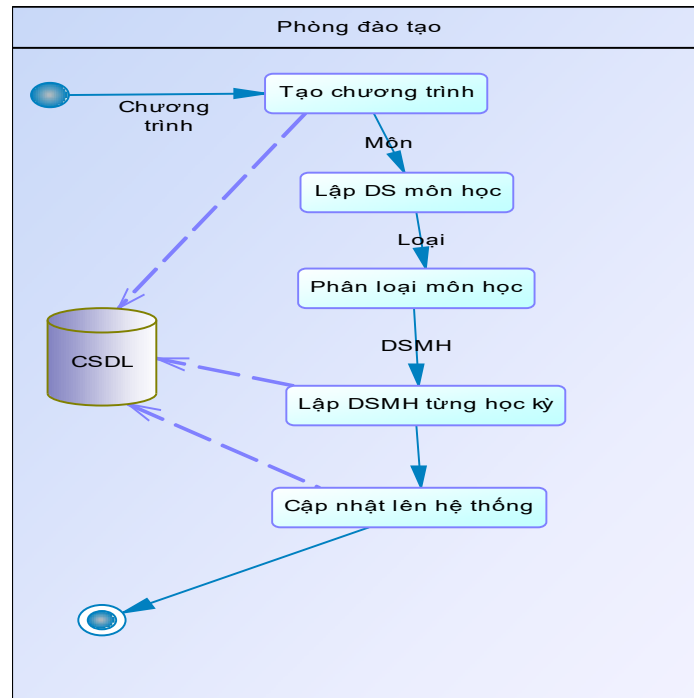 Phòng đào tạo
Tạo chương trình
Chương
trình
Môn
Lập DS môn học
Loại
Phân loại môn học
DSMH
CSDL
Lập DSMH từng học kỳ
Cập nhật lên hệ thống